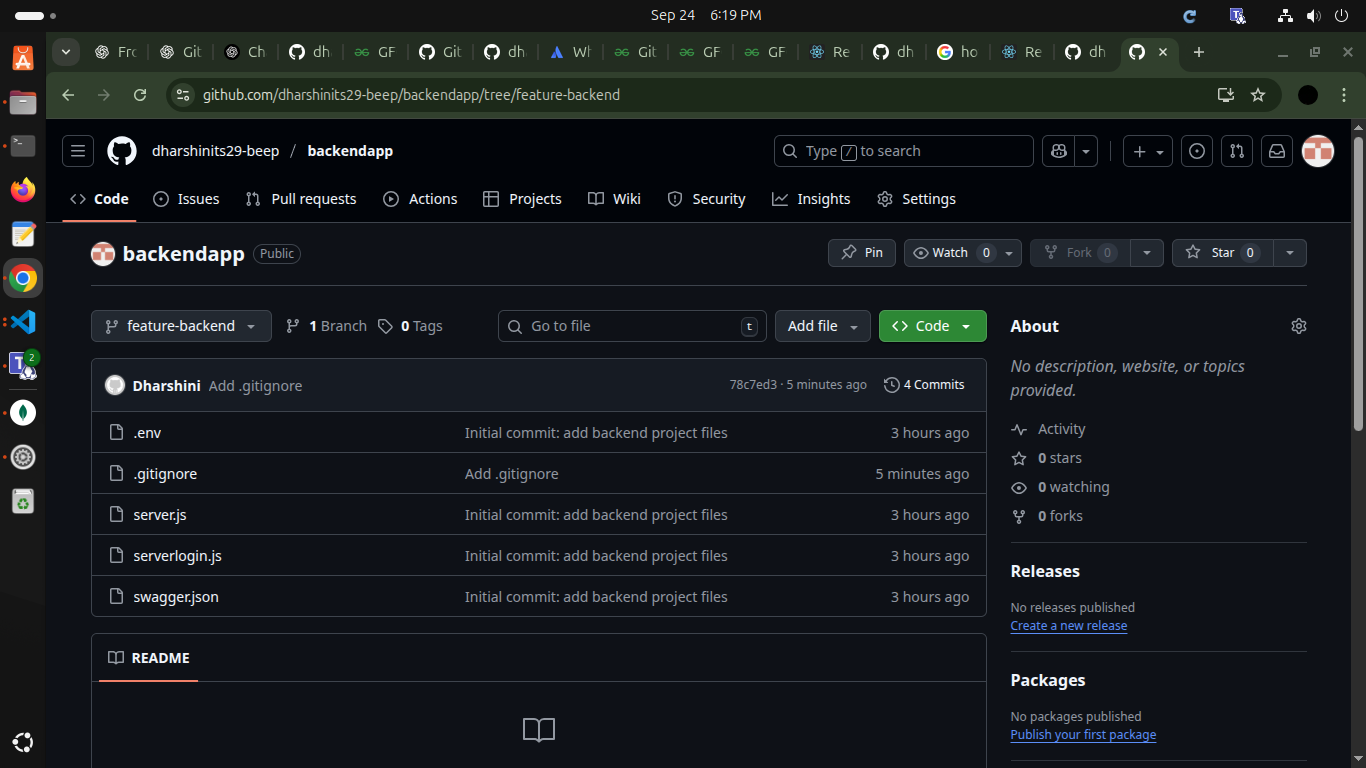 Sep 24 6:19 PM
Frc
Git
Ch
dh
GF
Git
dh
Wh
Git
GF
GF
Re
dh
ho
Re
dh
github.com/dharshinits29-beep/backendapp/tree/feature-backend
dharshinits29-beep / backendapp
Type / to search
Code
Issues
Pull requests
Actions
Projects
Wiki
Security
Insights
Settings
backendapp Public
Pin
Watch 0
Fork 0
Star 0
feature-backend
1 Branch
0 Tags
Go to file t
Add file
Code
Dharshini Add .gitignore 78c7ed3 · 5 minutes ago 4 Commits
.env Initial commit: add backend project files 3 hours ago
.gitignore Add .gitignore 5 minutes ago
server.js Initial commit: add backend project files 3 hours ago
serverlogin.js Initial commit: add backend project files 3 hours ago
swagger.json Initial commit: add backend project files 3 hours ago
README
About
No description, website, or topics
provided.
Activity
0 stars
0 watching
0 forks
Releases
No releases published
Create a new release
Packages
No packages published
Publish your first package
2